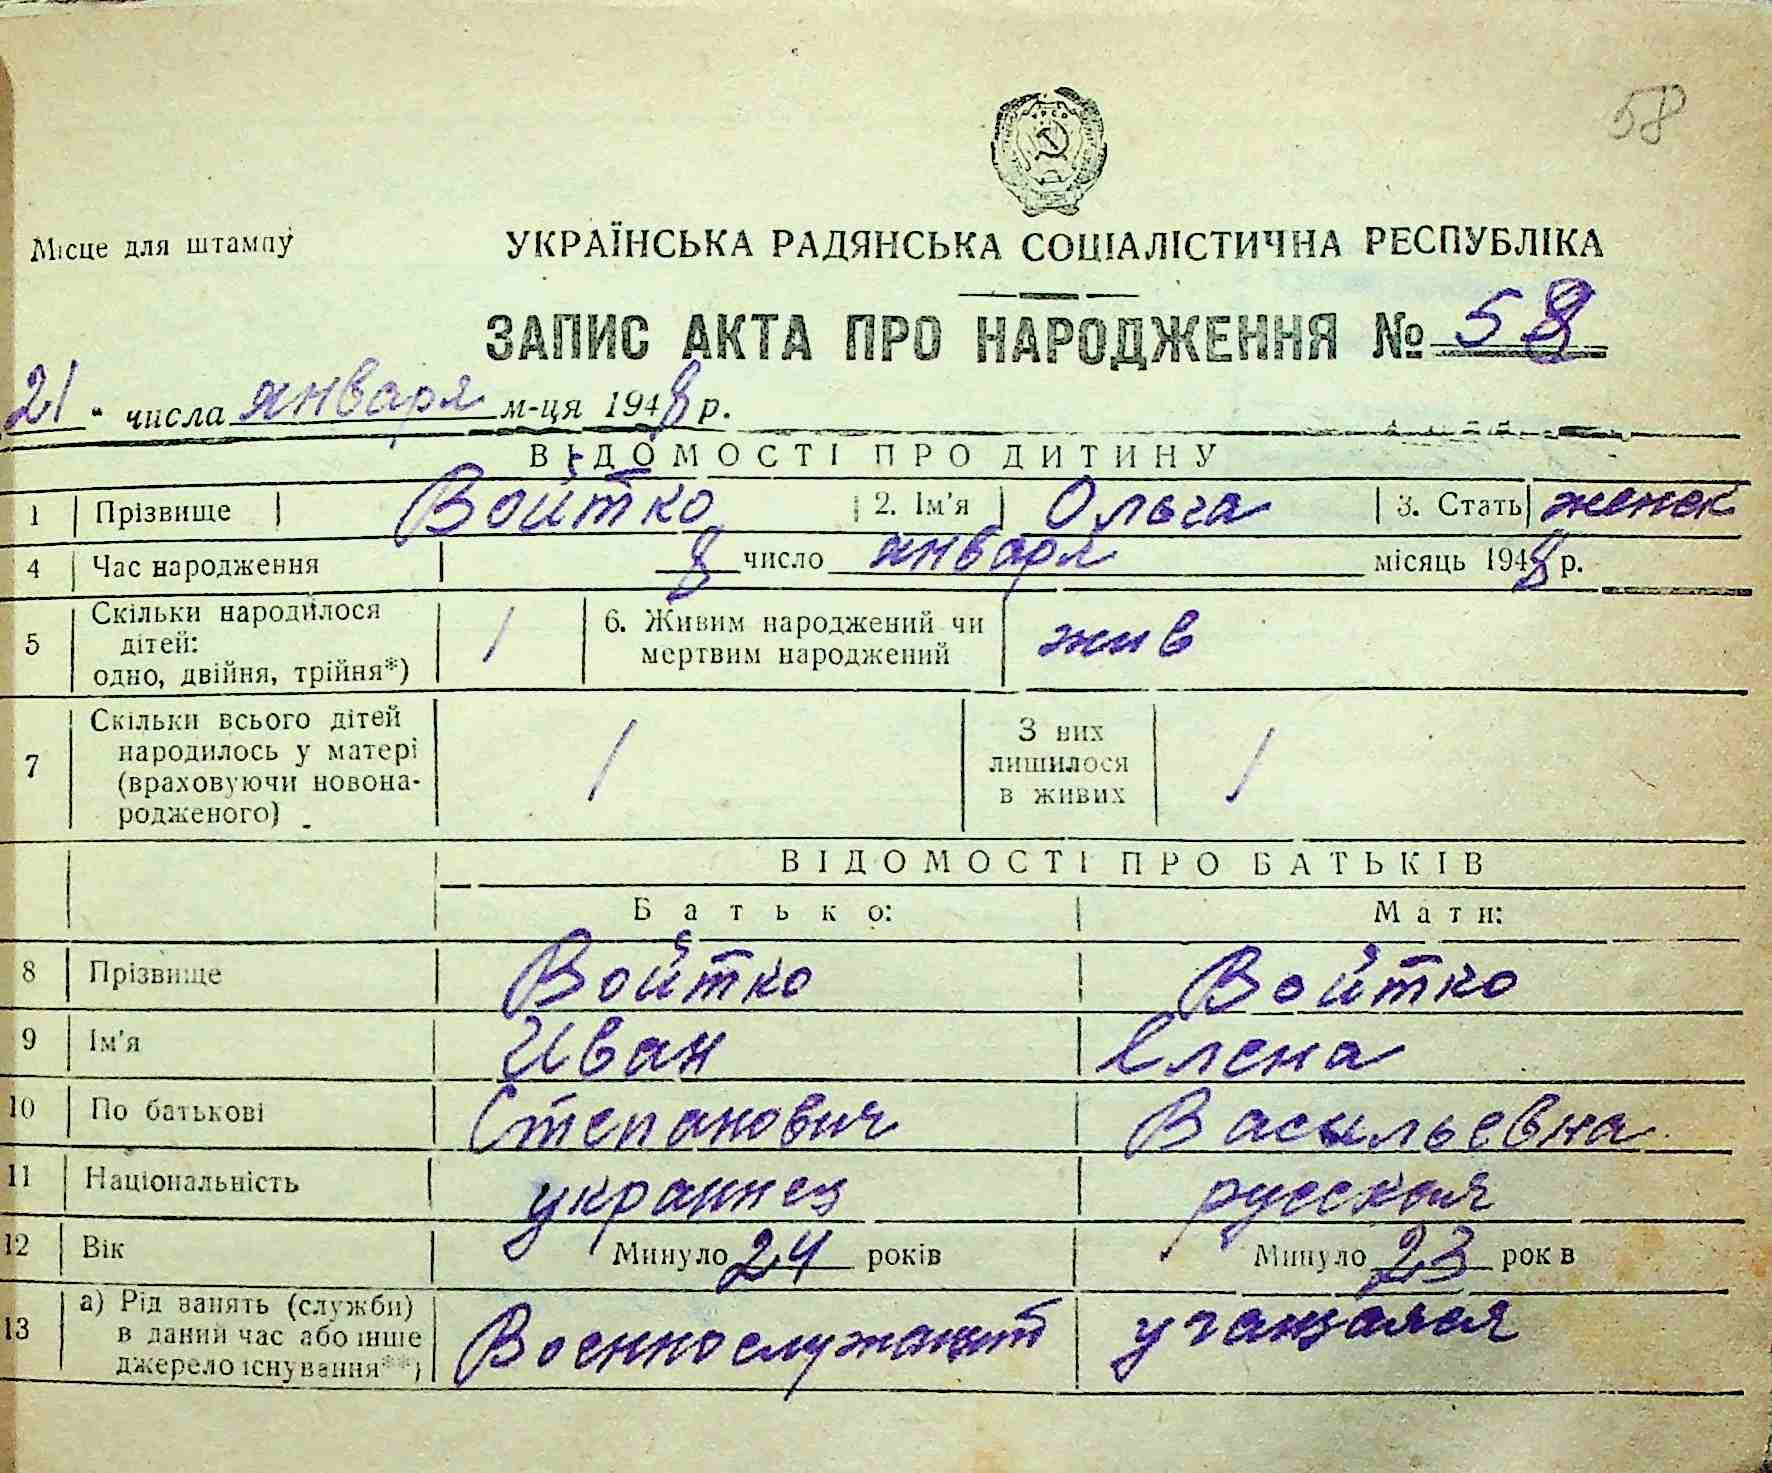 58
УРСР
Місце для штампу
УКРАЇНСЬКА РАДЯНСЬКА СОЦІАЛІСТИЧНА РЕСПУБЛІКА
ЗАПИС АКТА ПРО НАРОДЖЕННЯ № 58
21 " числа января м-ця 1948 р.
ВІДОМОСТІ ПРО ДИТИНУ
1 Прізвище Войтко 2. Ім'я Ольга 3. Стать женск
4 Час народження 8 число января місяць 1948 р.
5 Скільки народилося дітей: одно, двійня, трійня*) 1 6. Живим народжений чи мертвим народжений жив
7 Скільки всього дітей народилось у матері (враховуючи новонародженого) 1 З них лишилося в живих 1
ВІДОМОСТІ ПРО БАТЬКІВ
Батько: Мати:
8 Прізвище Войтко Войтко
9 Ім'я Иван Елена
10 По батькові Степанович Васильевна
11 Національність украинец русская
12 Вік Минуло 24 років Минуло 23 рок в
13 а) Рід занять (служби) в даний час або інше джерело існування**) Военнослужащий учащаяся